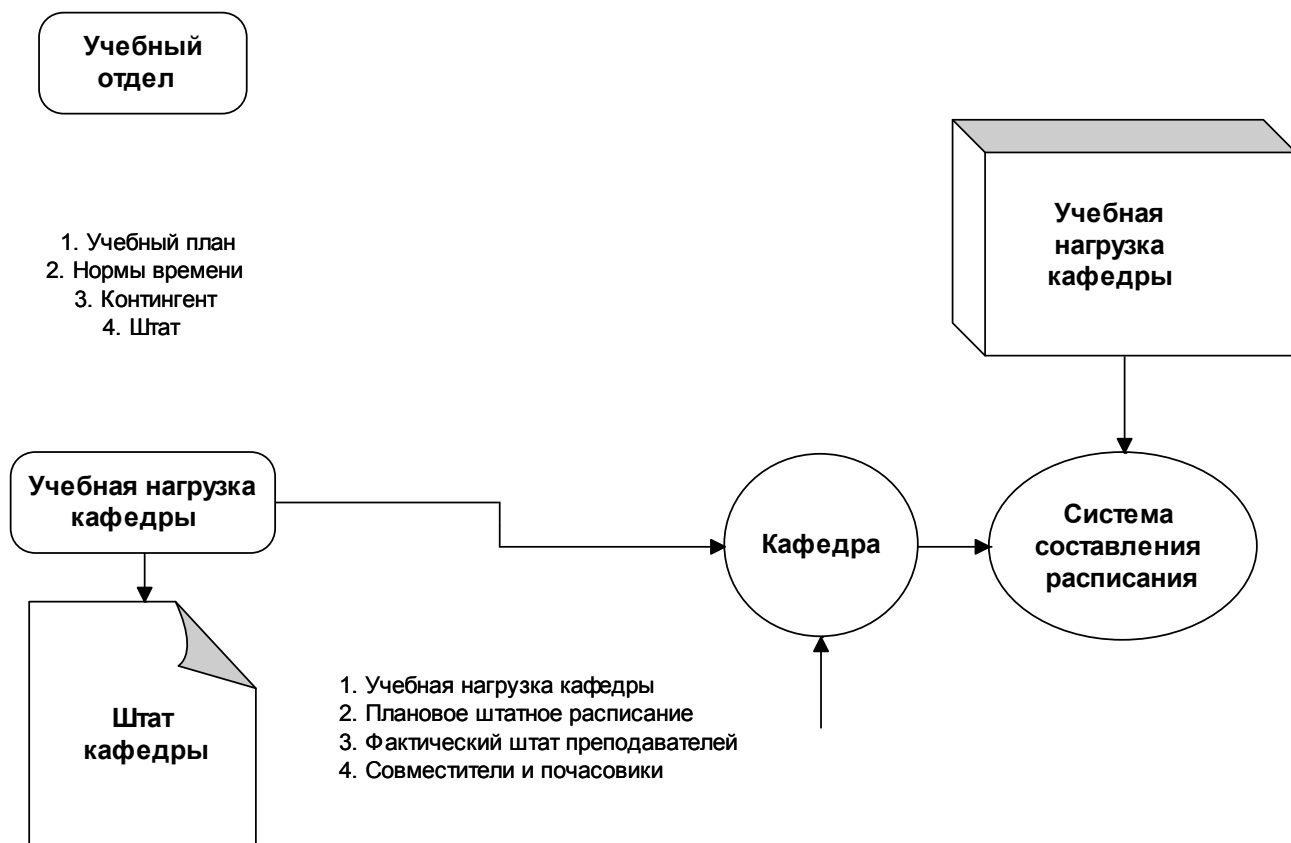 Учебный
отдел
1. Учебный план
2. Нормы времени
3. Контингент
4. Штат
Учебная
нагрузка
кафедры
Учебная нагрузка
кафедры
Кафедра
Система
составления
расписания
Штат
кафедры
1. Учебная нагрузка кафедры
2. Плановое штатное расписание
3. Фактический штат преподавателей
4. Совместители и почасовики